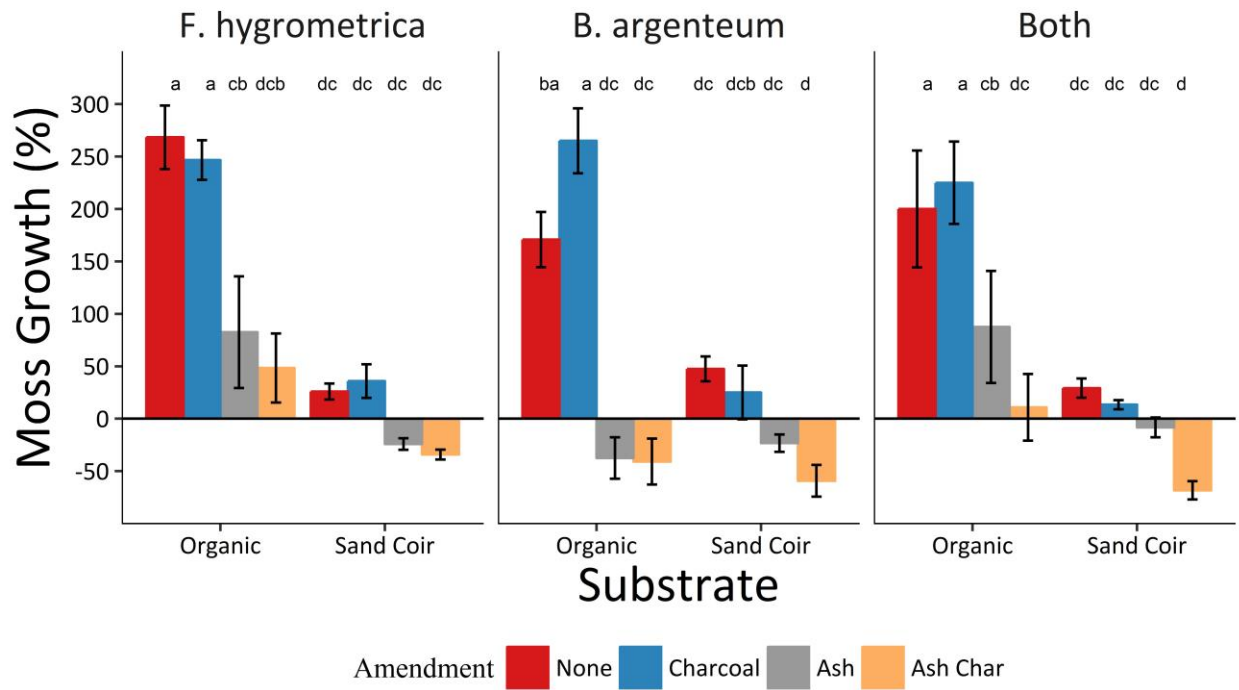 F. hygrometrica B. argenteum Both
a a cb dcb dc dc dc dc ba a dc dc dc dcb dc d a a cb dc dc dc dc d
Moss Growth (%)
300
250
200
150
100
50
0
-50
Organic Sand Coir Organic Sand Coir Organic Sand Coir
Substrate
Amendment None Charcoal Ash Ash Char